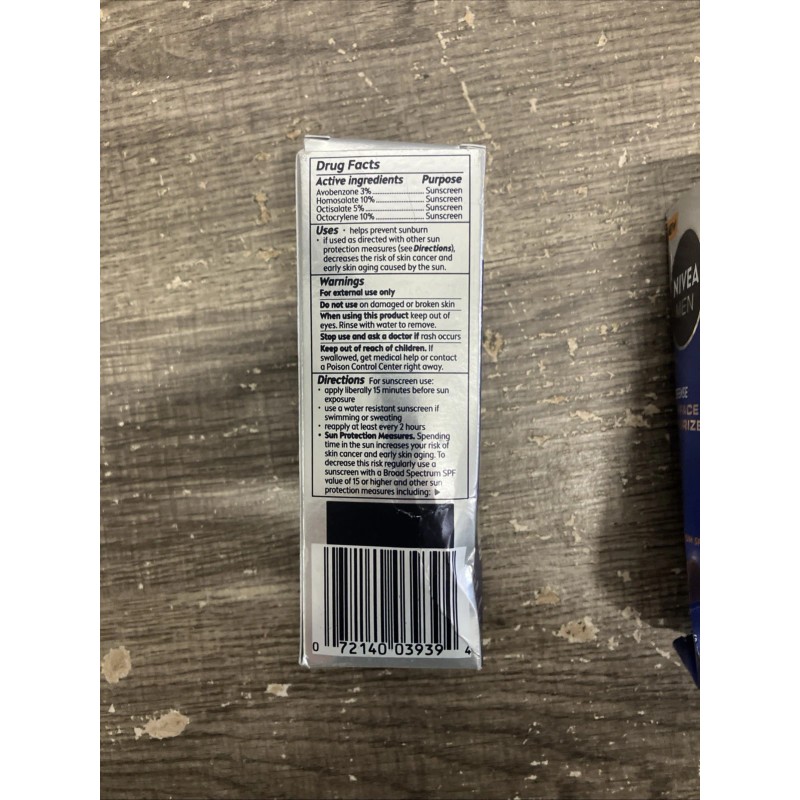 Drug Facts
Active ingredients Purpose
Avobenzone 3%.................... Sunscreen
Homosalate 10%.................. Sunscreen
Octisalate 5%...................... Sunscreen
Octocrylene 10%................. Sunscreen
Uses • helps prevent sunburn
• if used as directed with other sun
protection measures (see Directions),
decreases the risk of skin cancer and
early skin aging caused by the sun.
Warnings
For external use only
Do not use on damaged or broken skin
When using this product keep out of
eyes. Rinse with water to remove.
Stop use and ask a doctor if rash occurs
Keep out of reach of children. If
swallowed, get medical help or contact
a Poison Control Center right away.
Directions For sunscreen use:
• apply liberally 15 minutes before sun
exposure
• use a water resistant sunscreen if
swimming or sweating
• reapply at least every 2 hours
• Sun Protection Measures. Spending
time in the sun increases your risk of
skin cancer and early skin aging. To
decrease this risk regularly use a
sunscreen with a Broad Spectrum SPF
value of 15 or higher and other sun
protection measures including: ▶
0 72140 03939 4
NIVEA
MEN